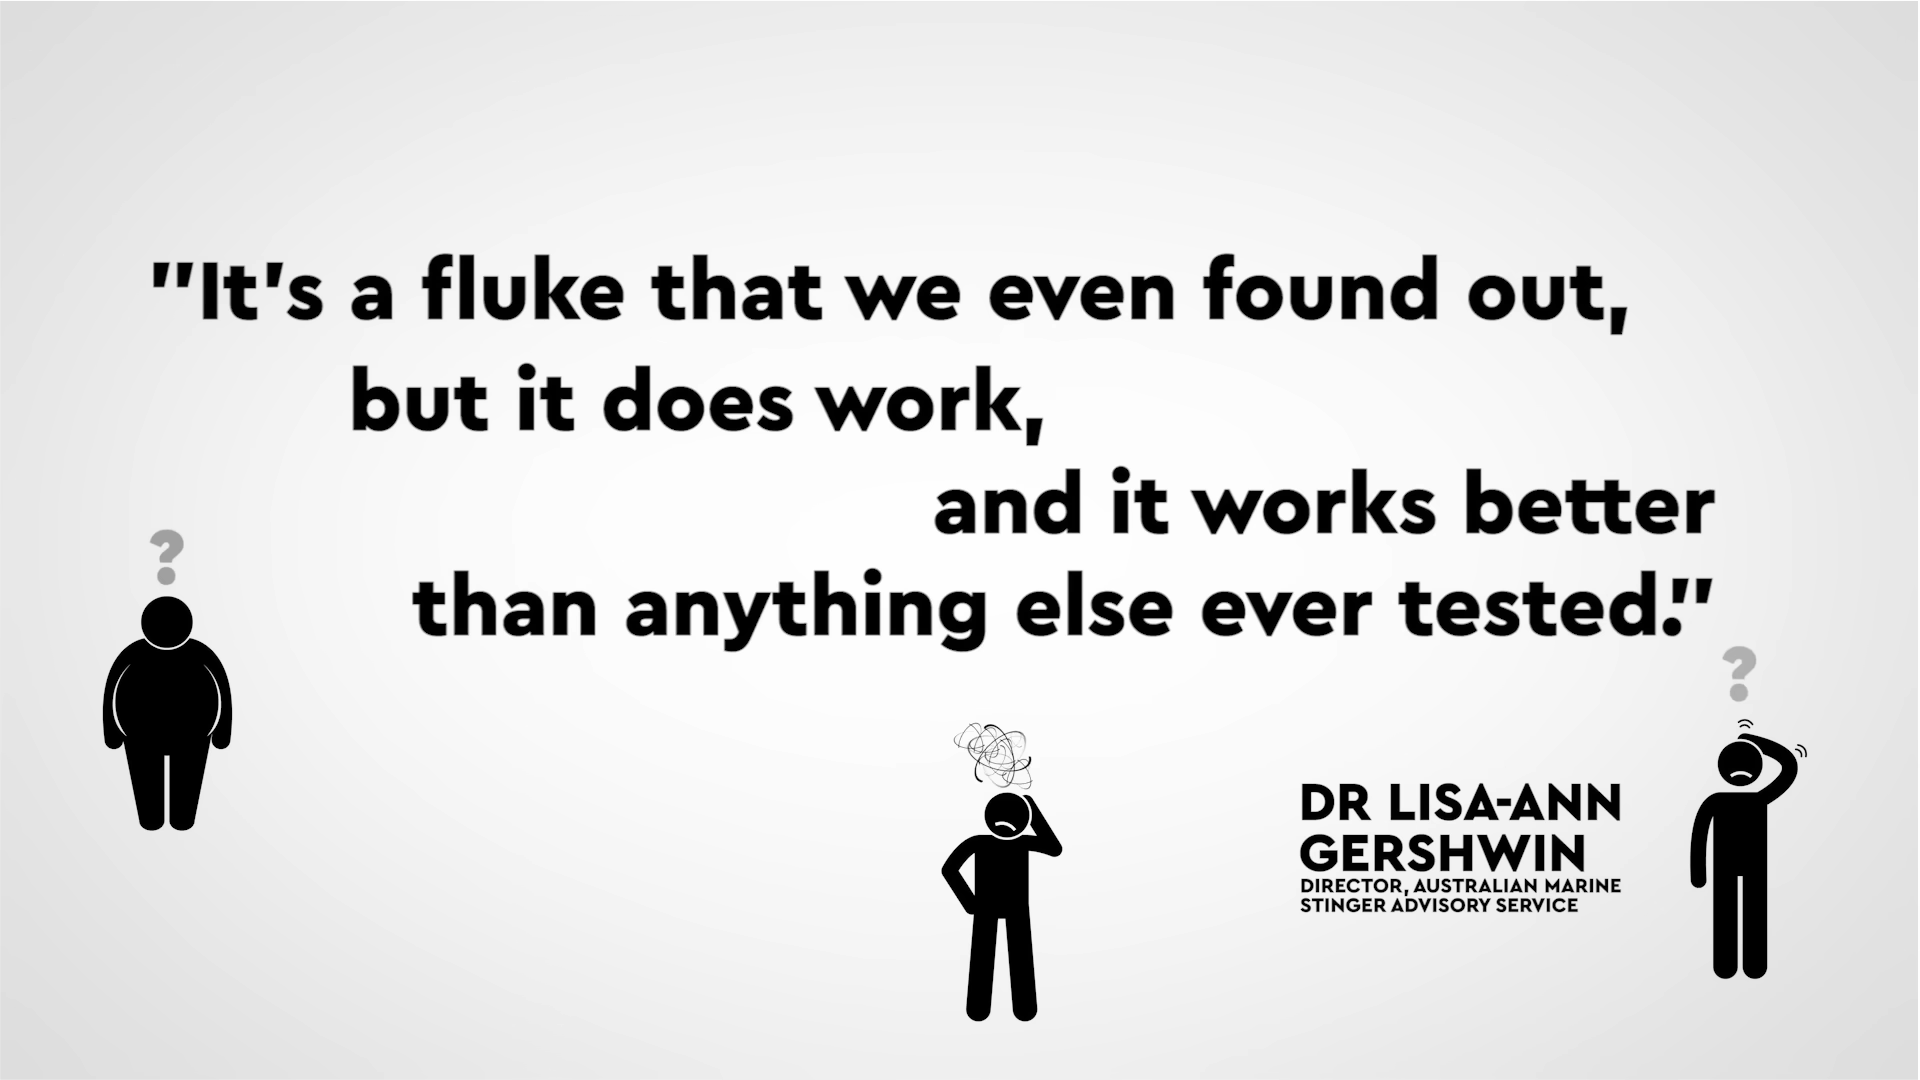 "It's a fluke that we even found out,
but it does work,
and it works better
than anything else ever tested."
?
?
DR LISA-ANN
GERSHWIN
DIRECTOR, AUSTRALIAN MARINE
STINGER ADVISORY SERVICE